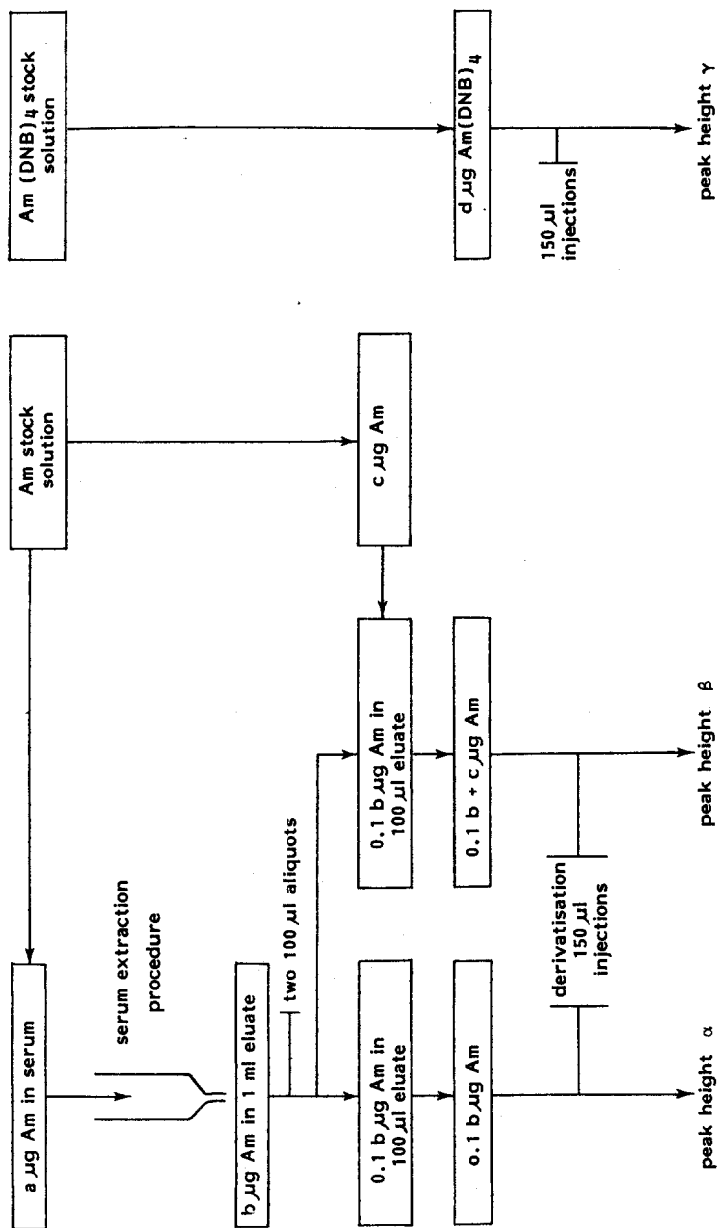 a µg Am in serum
Am stock
solution
Am (DNB)4 stock
solution
serum extraction
procedure
b µg Am in 1 ml eluate
two 100 µl aliquots
0.1 b µg Am in
100 µl eluate
0.1 b µg Am in
100 µl eluate
c µg Am
o.1 b µg Am
0.1 b + c µg Am
d µg Am(DNB)4
derivatisation
150 µl
injections
150 µl
injections
peak height α
peak height β
peak height γ